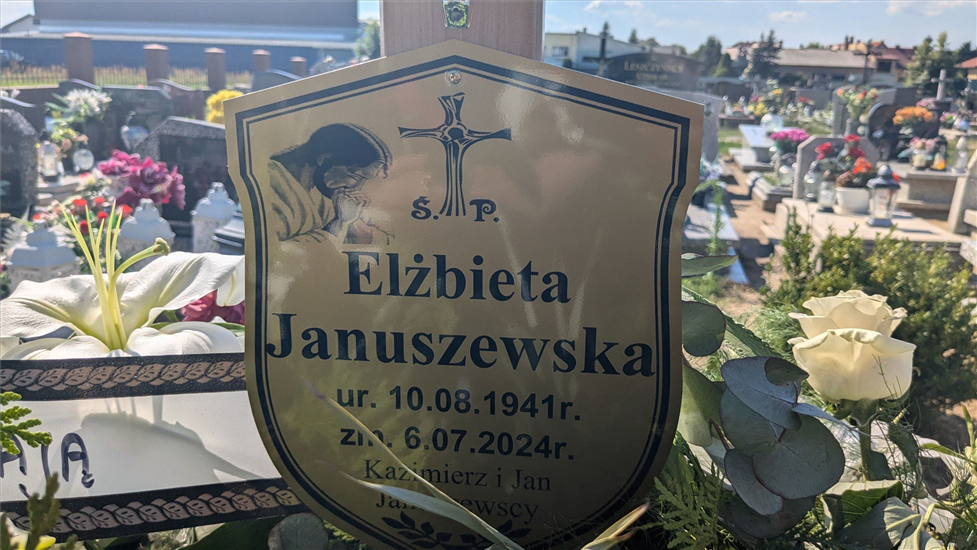 Ś. P.
Elżbieta
Januszewska
ur. 10.08.1941r.
zm. 6.07.2024r.
Kazimierz i Jan